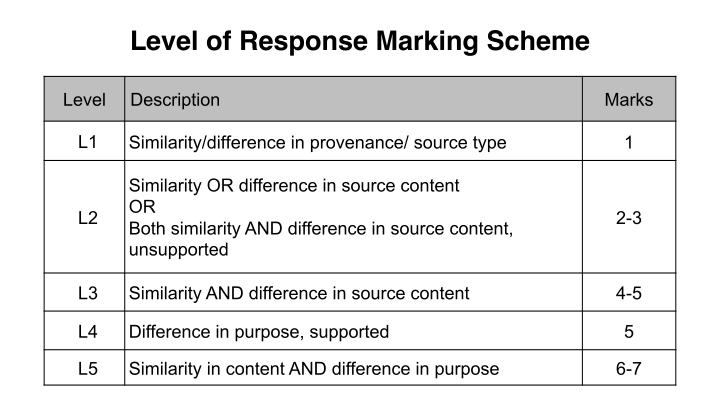 Level of Response Marking Scheme
Level Description Marks
L1 Similarity/difference in provenance/ source type 1
Similarity OR difference in source content
OR
L2 Both similarity AND difference in source content, 2-3
unsupported
L3 Similarity AND difference in source content 4-5
L4 Difference in purpose, supported 5
L5 Similarity in content AND difference in purpose 6-7